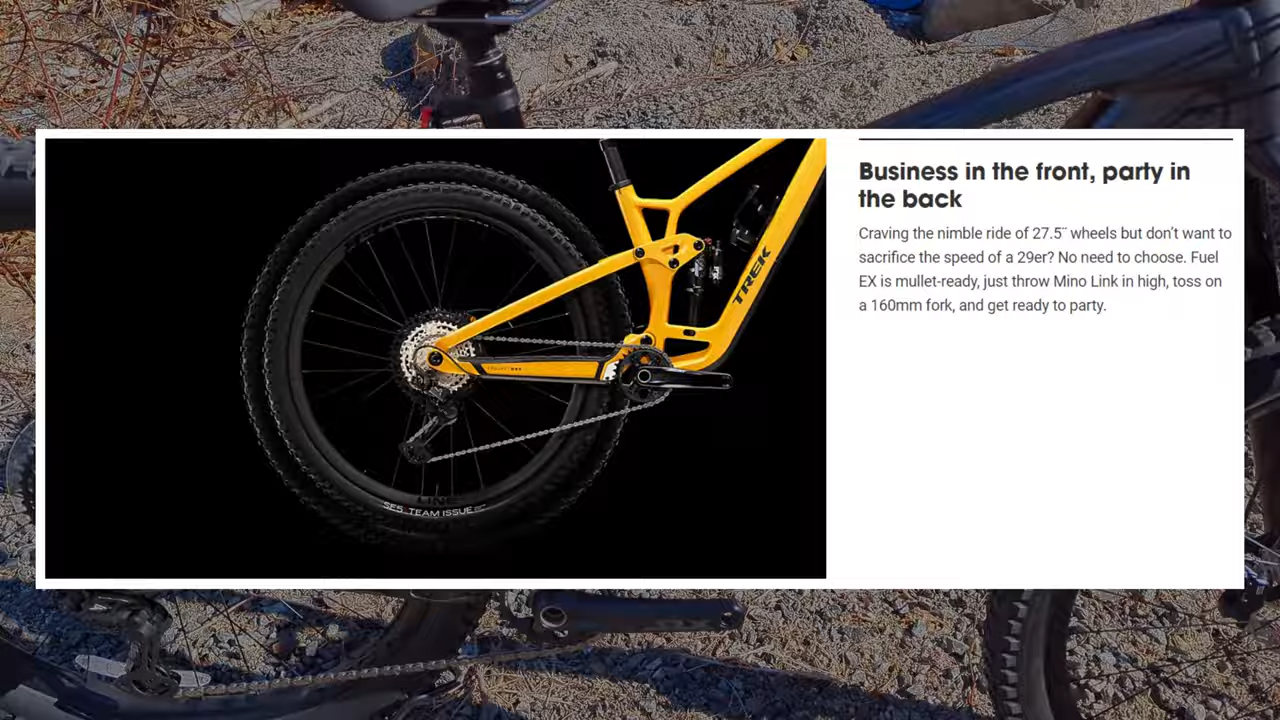 Business in the front, party in
the back
Craving the nimble ride of 27.5¨ wheels but don’t want to
sacrifice the speed of a 29er? No need to choose. Fuel
EX is mullet-ready, just throw Mino Link in high, toss on
a 160mm fork, and get ready to party.
TREK
SE5 TEAM ISSUE